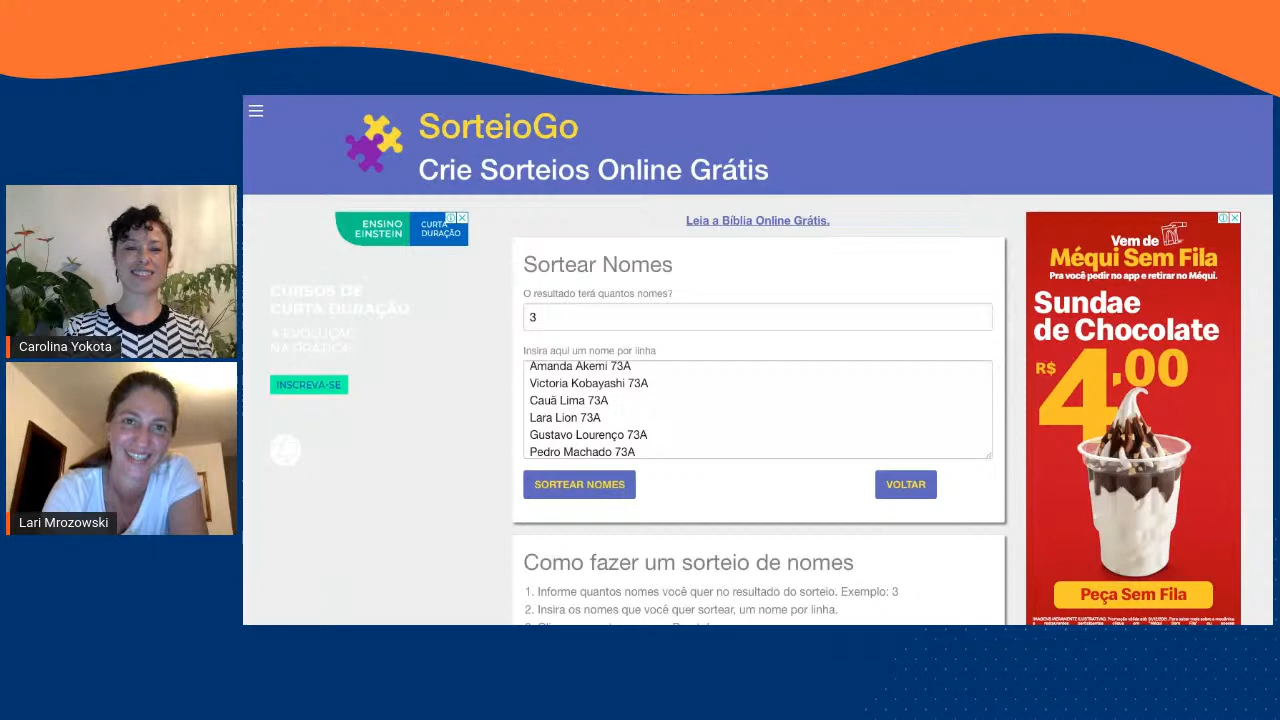 SorteioGo
Crie Sorteios Online Grátis
ENSINO
EINSTEIN
CURTA
DURAÇÃO
CURSOS DE
CURTA DURAÇÃO
A EVOLUÇÃO
NA PRÁTICA
INSCREVA-SE
Leia a Bíblia Online Grátis.
Sortear Nomes
O resultado terá quantos nomes?
3
Insira aqui um nome por linha
Amanda Akemi 73A
Victoria Kobayashi 73A
Cauã Lima 73A
Lara Lion 73A
Gustavo Lourenço 73A
Pedro Machado 73A
SORTEAR NOMES
VOLTAR
Como fazer um sorteio de nomes
1. Informe quantos nomes você quer no resultado do sorteio. Exemplo: 3
2. Insira os nomes que você quer sortear, um nome por linha.
Vem de
Méqui Sem Fila
Pra você pedir no app e retirar no Méqui.
Sundae
de Chocolate
R$ 4,00
Peça Sem Fila
Carolina Yokota
Lari Mrozowski